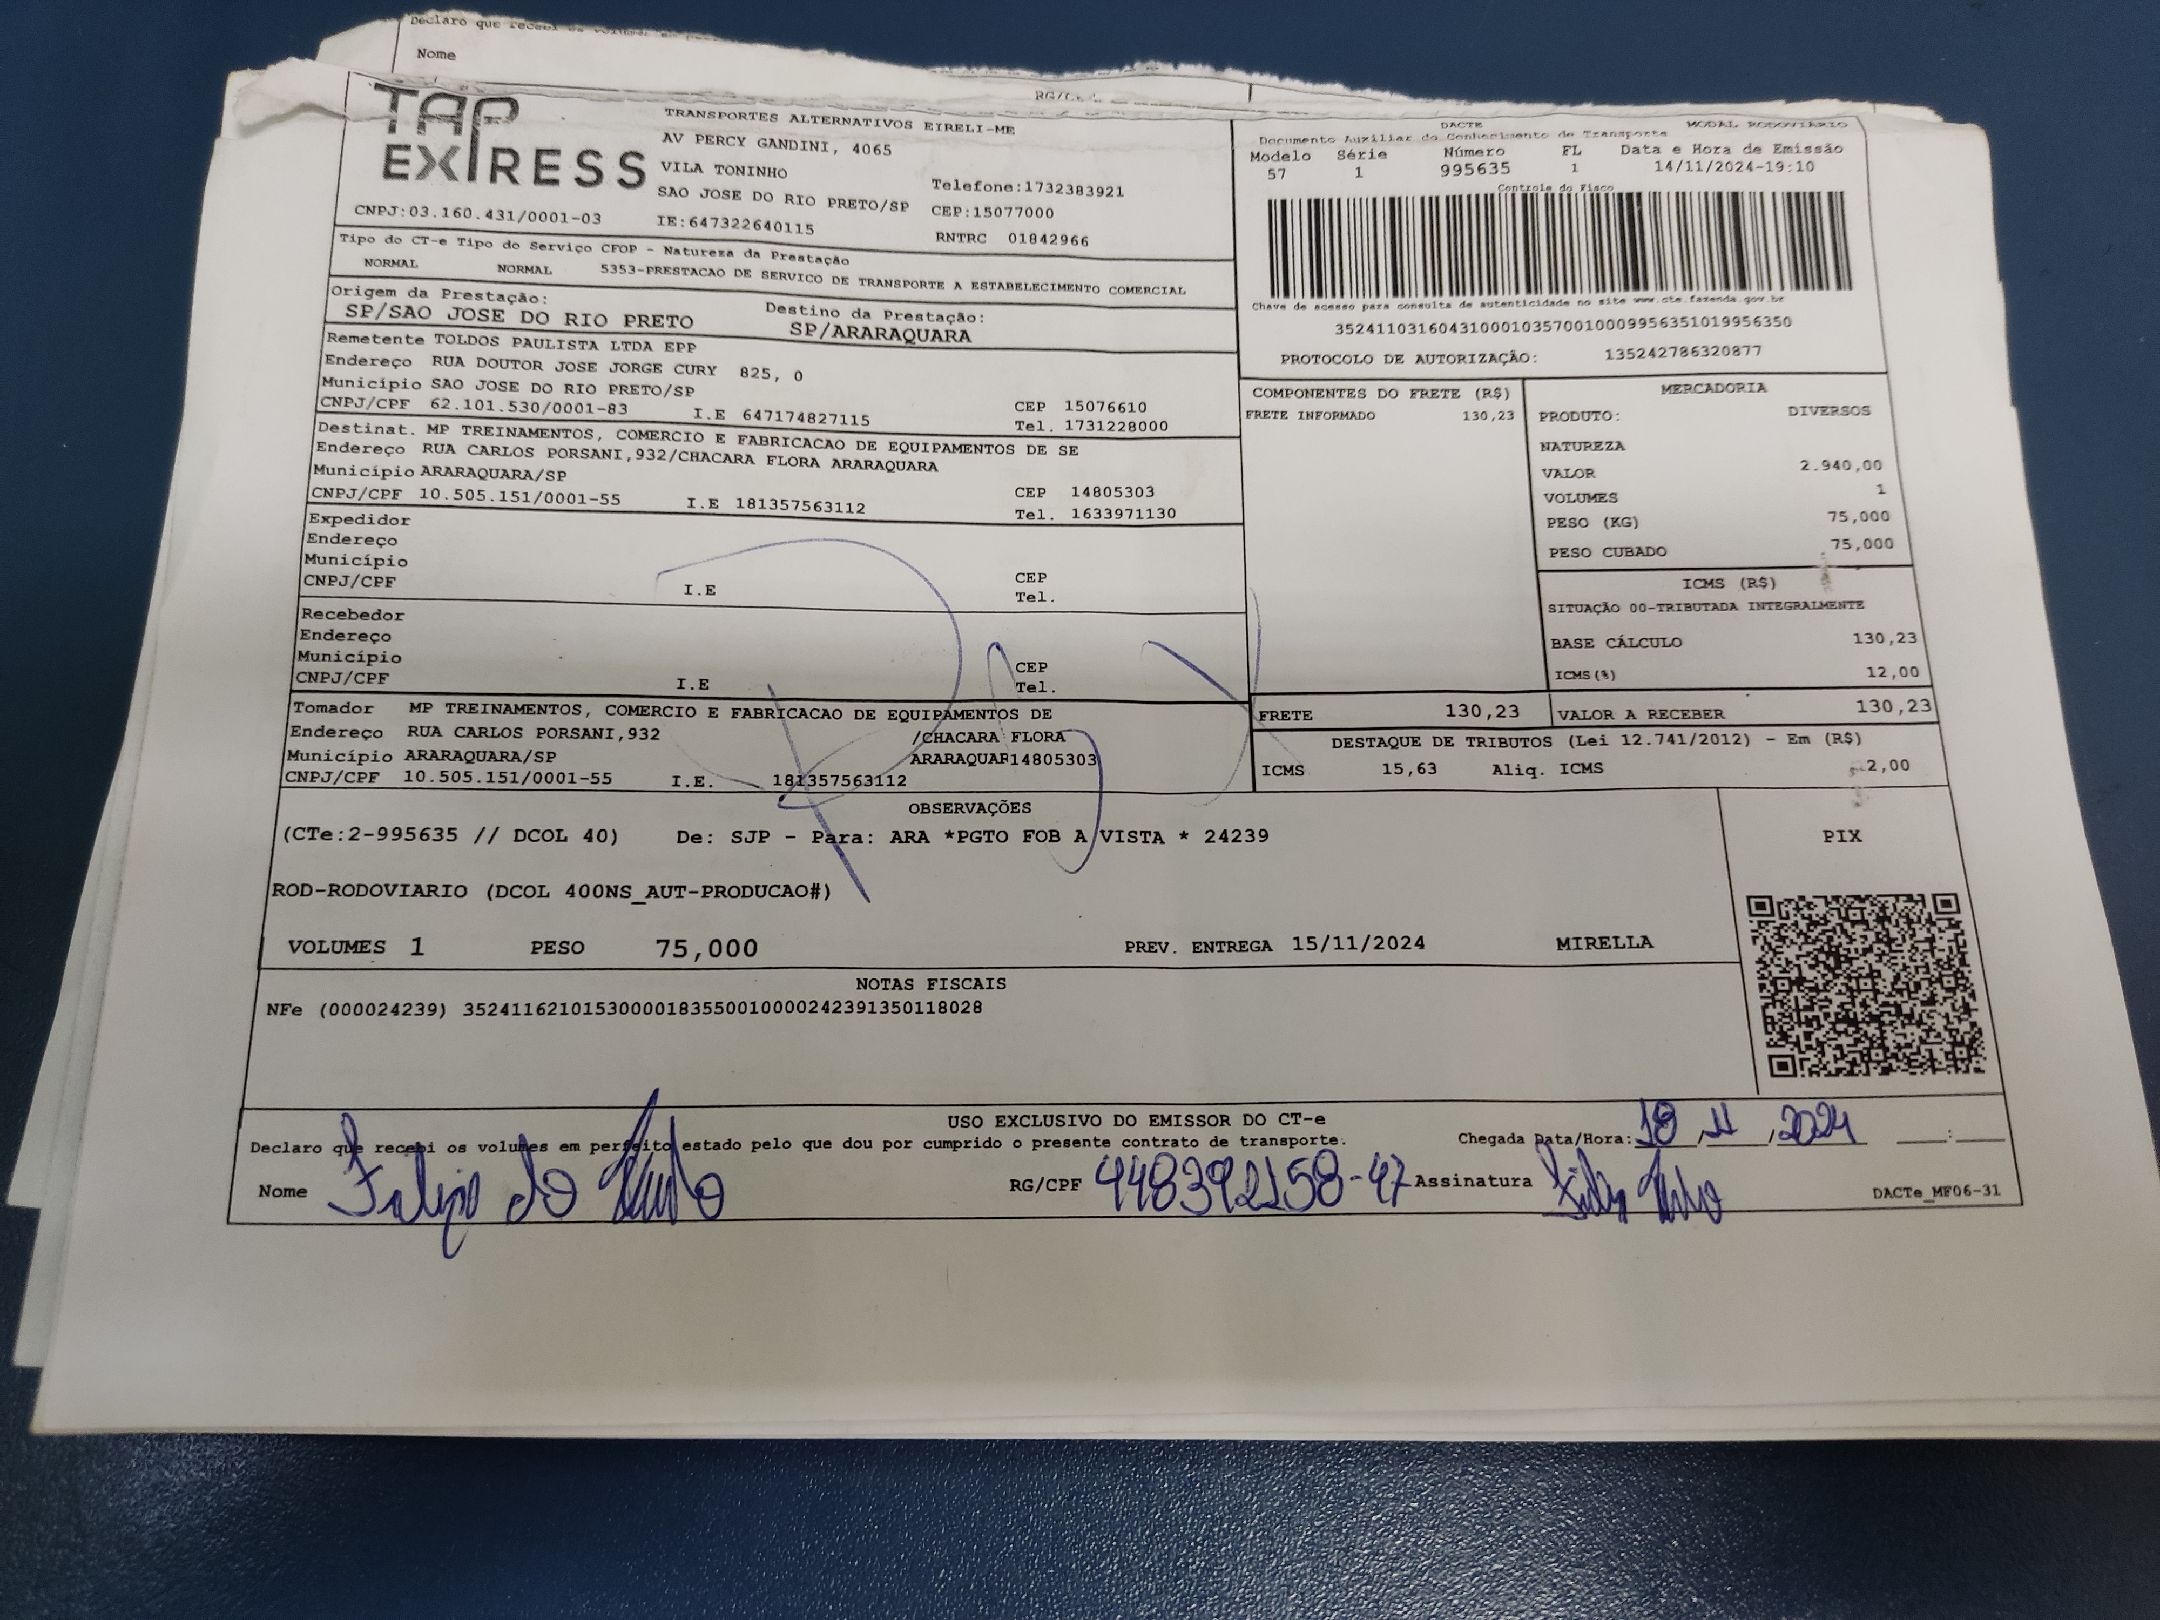 Declaro que recebi os volumes em
Nome
RG/CPF
TAP
EXPRESS
TRANSPORTES ALTERNATIVOS EIRELI-ME
AV PERCY GANDINI, 4065
VILA TONINHO
SAO JOSE DO RIO PRETO/SP
Telefone:1732383921
CEP:15077000
CNPJ:03.160.431/0001-03 IE:647322640115 RNTRC 01842966
DACTE MODAL RODOVIÁRIO
Documento Auxiliar do Conhecimento de Transporte
Modelo Série Número FL Data e Hora de Emissão
57 1 995635 1 14/11/2024-19:10
Controle do Fisco
Chave de acesso para consulta de autenticidade no site www.cte.fazenda.gov.br
35241103160431000103570010009956351019956350
PROTOCOLO DE AUTORIZAÇÃO: 135242786320877
Tipo do CT-e Tipo do Serviço CFOP - Natureza da Prestação
NORMAL NORMAL 5353-PRESTACAO DE SERVICO DE TRANSPORTE A ESTABELECIMENTO COMERCIAL
Origem da Prestação: Destino da Prestação:
SP/SAO JOSE DO RIO PRETO SP/ARARAQUARA
Remetente TOLDOS PAULISTA LTDA EPP
Endereço RUA DOUTOR JOSE JORGE CURY 825, 0
Município SAO JOSE DO RIO PRETO/SP CEP 15076610
CNPJ/CPF 62.101.530/0001-83 I.E 647174827115 Tel. 1731228000
Destinat. MP TREINAMENTOS, COMERCIO E FABRICACAO DE EQUIPAMENTOS DE SE
Endereço RUA CARLOS PORSANI,932/CHACARA FLORA ARARAQUARA
Município ARARAQUARA/SP CEP 14805303
CNPJ/CPF 10.505.151/0001-55 I.E 181357563112 Tel. 1633971130
Expedidor
Endereço
Município CEP
CNPJ/CPF I.E Tel.
Recebedor
Endereço
Município CEP
CNPJ/CPF I.E Tel.
Tomador MP TREINAMENTOS, COMERCIO E FABRICACAO DE EQUIPAMENTOS DE
Endereço RUA CARLOS PORSANI,932 /CHACARA FLORA
Município ARARAQUARA/SP ARARAQUAR14805303
CNPJ/CPF 10.505.151/0001-55 I.E. 181357563112
COMPONENTES DO FRETE (R$)
FRETE INFORMADO 130,23
MERCADORIA
PRODUTO: DIVERSOS
NATUREZA
VALOR 2.940,00
VOLUMES 1
PESO (KG) 75,000
PESO CUBADO 75,000
ICMS (R$)
SITUAÇÃO 00-TRIBUTADA INTEGRALMENTE
BASE CÁLCULO 130,23
ICMS(%) 12,00
FRETE 130,23 VALOR A RECEBER 130,23
DESTAQUE DE TRIBUTOS (Lei 12.741/2012) - Em (R$)
ICMS 15,63 Aliq. ICMS 2,00
OBSERVAÇÕES
(CTe:2-995635 // DCOL 40) De: SJP - Para: ARA *PGTO FOB A VISTA * 24239
ROD-RODOVIARIO (DCOL 400NS_AUT-PRODUCAO#)
VOLUMES 1 PESO 75,000 PREV. ENTREGA 15/11/2024 MIRELLA
PIX
NOTAS FISCAIS
NFe (000024239) 35241162101530000183550010000242391350118028
USO EXCLUSIVO DO EMISSOR DO CT-e
Declaro que recebi os volumes em perfeito estado pelo que dou por cumprido o presente contrato de transporte. Chegada Data/Hora: 18/11/2024 __:__
Nome RG/CPF 448392158-47 Assinatura DACTe_MF06-31